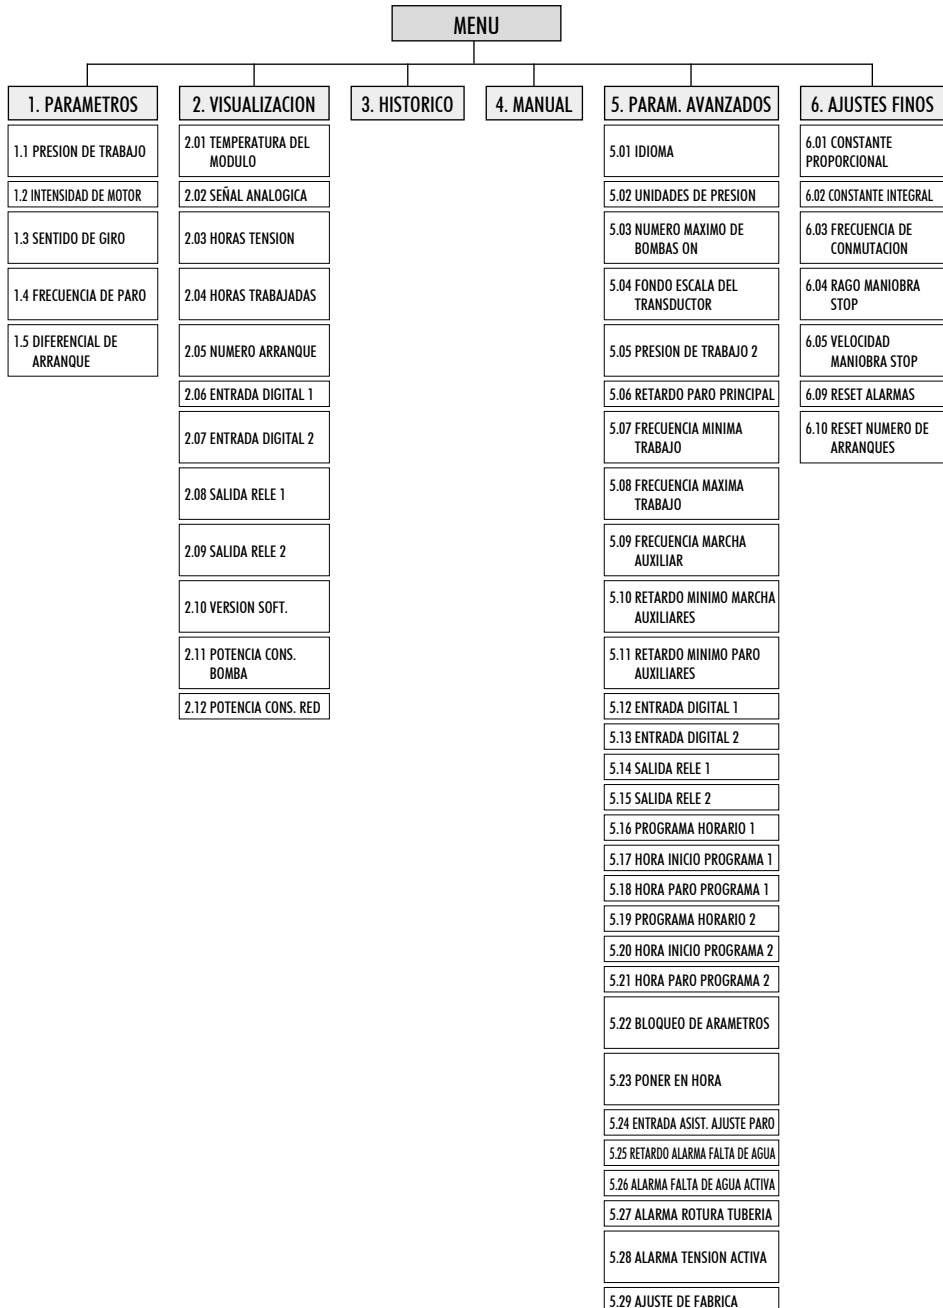 MENU
1. PARAMETROS
1.1 PRESION DE TRABAJO
1.2 INTENSIDAD DE MOTOR
1.3 SENTIDO DE GIRO
1.4 FRECUENCIA DE PARO
1.5 DIFERENCIAL DE
ARRANQUE
2. VISUALIZACION
2.01 TEMPERATURA DEL
MODULO
2.02 SEÑAL ANALOGICA
2.03 HORAS TENSION
2.04 HORAS TRABAJADAS
2.05 NUMERO ARRANQUE
2.06 ENTRADA DIGITAL 1
2.07 ENTRADA DIGITAL 2
2.08 SALIDA RELE 1
2.09 SALIDA RELE 2
2.10 VERSION SOFT.
2.11 POTENCIA CONS.
BOMBA
2.12 POTENCIA CONS. RED
3. HISTORICO
4. MANUAL
5. PARAM. AVANZADOS
5.01 IDIOMA
5.02 UNIDADES DE PRESION
5.03 NUMERO MAXIMO DE
BOMBAS ON
5.04 FONDO ESCALA DEL
TRANSDUCTOR
5.05 PRESION DE TRABAJO 2
5.06 RETARDO PARO PRINCIPAL
5.07 FRECUENCIA MINIMA
TRABAJO
5.08 FRECUENCIA MAXIMA
TRABAJO
5.09 FRECUENCIA MARCHA
AUXILIAR
5.10 RETARDO MINIMO MARCHA
AUXILIARES
5.11 RETARDO MINIMO PARO
AUXILIARES
5.12 ENTRADA DIGITAL 1
5.13 ENTRADA DIGITAL 2
5.14 SALIDA RELE 1
5.15 SALIDA RELE 2
5.16 PROGRAMA HORARIO 1
5.17 HORA INICIO PROGRAMA 1
5.18 HORA PARO PROGRAMA 1
5.19 PROGRAMA HORARIO 2
5.20 HORA INICIO PROGRAMA 2
5.21 HORA PARO PROGRAMA 2
5.22 BLOQUEO DE ARAMETROS
5.23 PONER EN HORA
5.24 ENTRADA ASIST. AJUSTE PARO
5.25 RETARDO ALARMA FALTA DE AGUA
5.26 ALARMA FALTA DE AGUA ACTIVA
5.27 ALARMA ROTURA TUBERIA
5.28 ALARMA TENSION ACTIVA
5.29 AJUSTE DE FABRICA
6. AJUSTES FINOS
6.01 CONSTANTE
PROPORCIONAL
6.02 CONSTANTE INTEGRAL
6.03 FRECUENCIA DE
CONMUTACION
6.04 RAGO MANIOBRA
STOP
6.05 VELOCIDAD
MANIOBRA STOP
6.09 RESET ALARMAS
6.10 RESET NUMERO DE
ARRANQUES